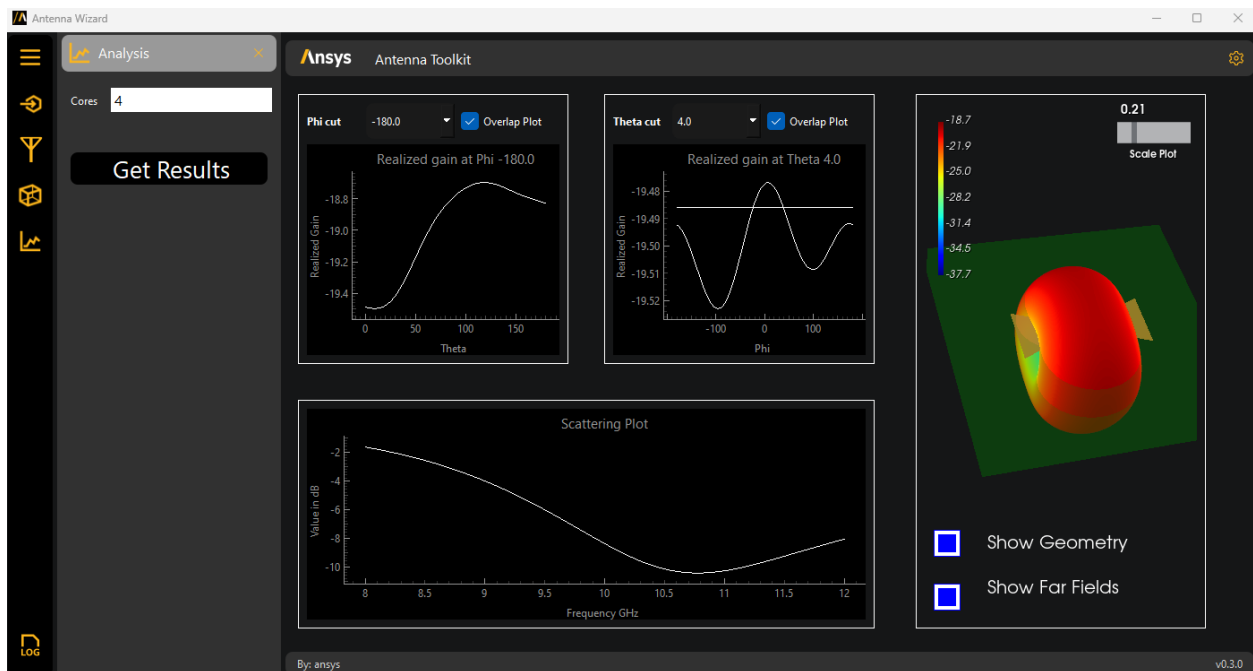 Antenna Wizard
Analysis
Cores 4
Get Results
LOG
Ansys Antenna Toolkit
Phi cut -180.0 Overlap Plot
Realized gain at Phi -180.0
Realized Gain
-18.8
-19.0
-19.2
-19.4
0 50 100 150
Theta
Theta cut 4.0 Overlap Plot
Realized gain at Theta 4.0
Realized Gain
-19.48
-19.49
-19.50
-19.51
-19.52
-100 0 100
Phi
Scattering Plot
Value in dB
-2
-4
-6
-8
-10
8 8.5 9 9.5 10 10.5 11 11.5 12
Frequency GHz
0.21
Scale Plot
-18.7
-21.9
-25.0
-28.2
-31.4
-34.5
-37.7
Show Geometry
Show Far Fields
By: ansys
v0.3.0